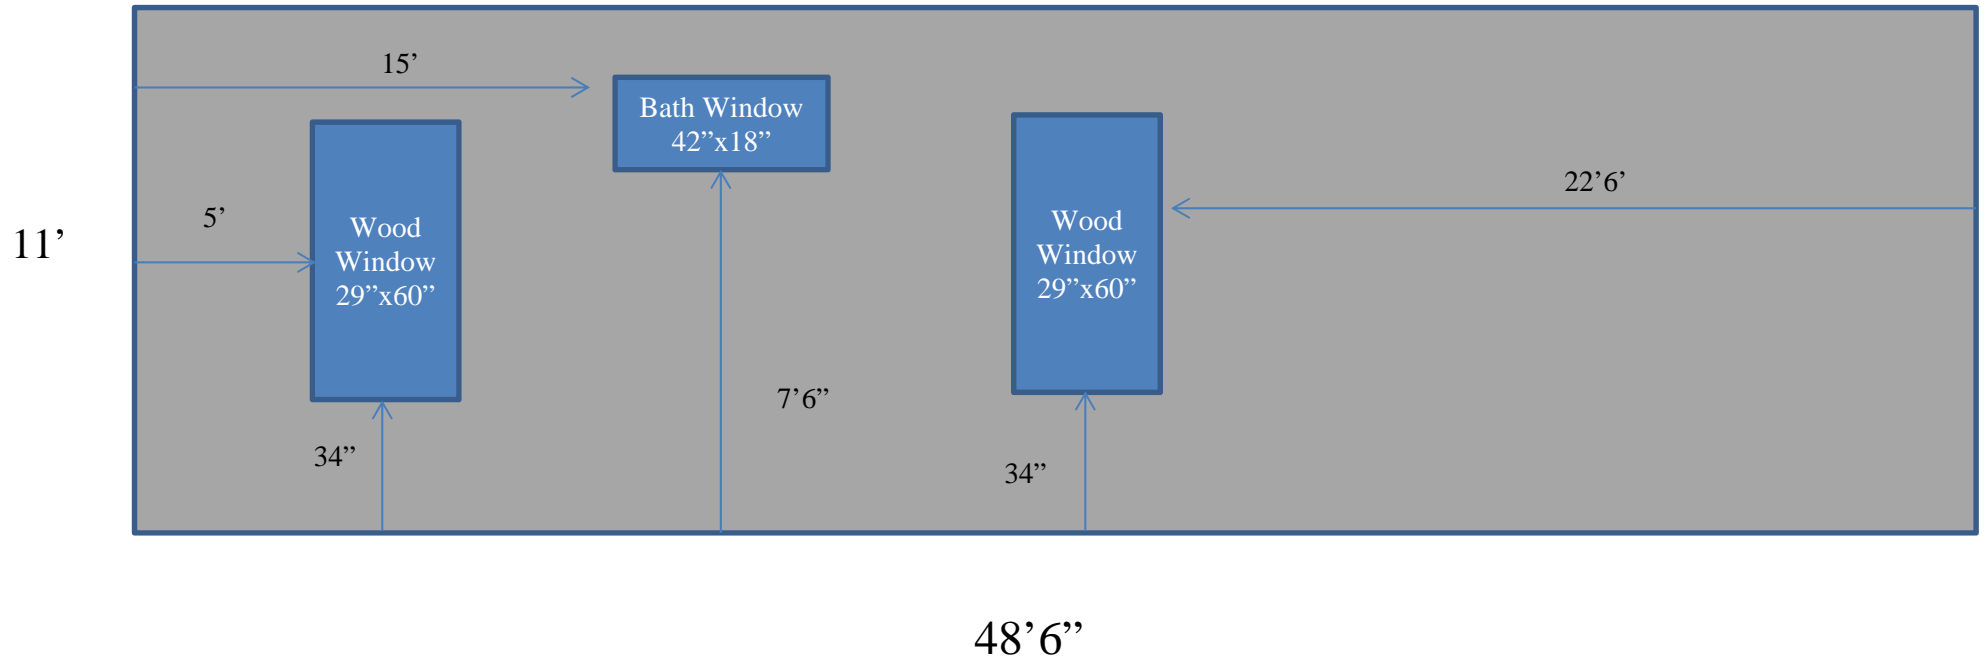 15’
Bath Window
42”x18”
22’6’
5’
Wood
Window
29”x60”
Wood
Window
29”x60”
11’
7’6”
34”
34”
48’6”